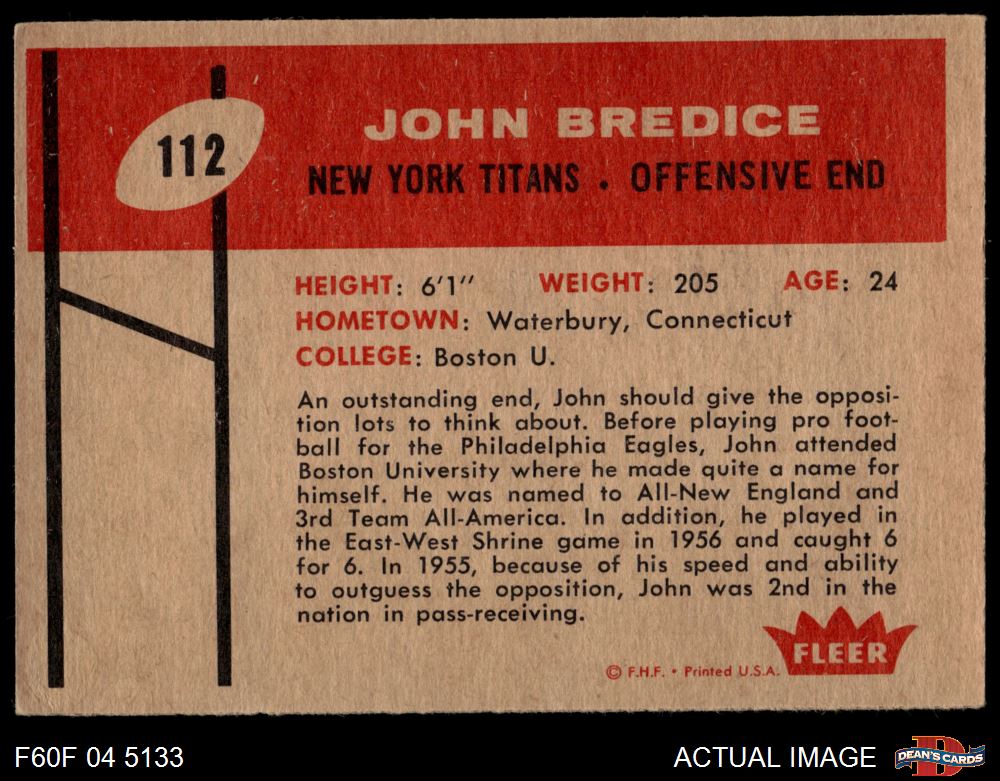 112
JOHN BREDICE
NEW YORK TITANS . OFFENSIVE END
HEIGHT: 6'1" WEIGHT: 205 AGE: 24
HOMETOWN: Waterbury, Connecticut
COLLEGE: Boston U.
An outstanding end, John should give the opposi-
tion lots to think about. Before playing pro foot-
ball for the Philadelphia Eagles, John attended
Boston University where he made quite a name for
himself. He was named to All-New England and
3rd Team All-America. In addition, he played in
the East-West Shrine game in 1956 and caught 6
for 6. In 1955, because of his speed and ability
to outguess the opposition, John was 2nd in the
nation in pass-receiving.
FLEER
© F.H.F. • Printed U.S.A.
F60F 04 5133 ACTUAL IMAGE
D
DEAN'S CARDS